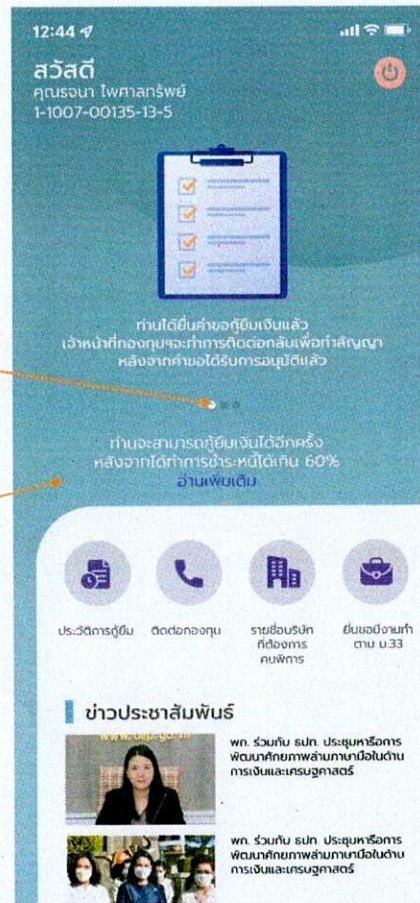 12:44
สวัสดี
คุณรจนา ไพศาลทรัพย์
1-1007-00135-13-5
ท่านได้ยื่นคำขอกู้ยืมเงินแล้ว
เจ้าหน้าที่กองทุนฯจะทำการติดต่อกลับเพื่อทำสัญญา
หลังจากคำขอได้รับการอนุมัติแล้ว
ท่านจะสามารถกู้ยืมเงินได้อีกครั้ง
หลังจากได้ทำการชำระหนี้ได้เกิน 60%
อ่านเพิ่มเติม
ประวัติการกู้ยืม
ติดต่อกองทุน
รายชื่อบริษัท
ที่ต้องการ
คนพิการ
ยื่นขอมีงานทำ
ตาม ม.33
ข่าวประชาสัมพันธ์
www.dep.go.th
พก. ร่วมกับ ธปท. ประชุมหารือการ
พัฒนาศักยภาพล่ามภาษามือในด้าน
การเงินและเศรษฐศาสตร์
พก. ร่วมกับ ธปท. ประชุมหารือการ
พัฒนาศักยภาพล่ามภาษามือในด้าน
การเงินและเศรษฐศาสตร์